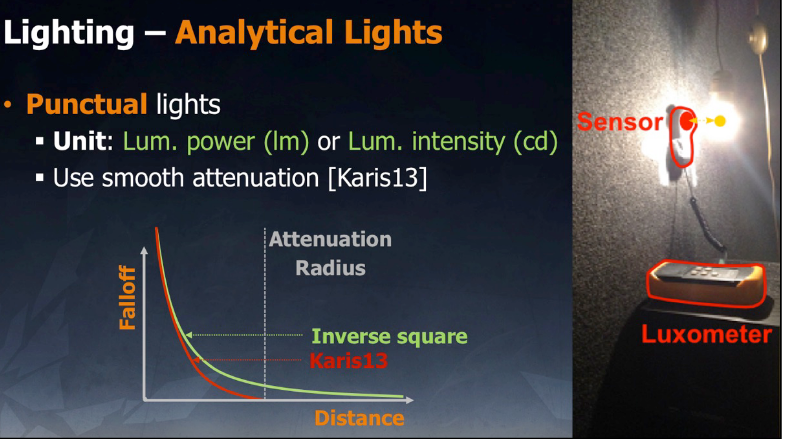 Lighting – Analytical Lights
• Punctual lights
▪ Unit: Lum. power (lm) or Lum. intensity (cd)
▪ Use smooth attenuation [Karis13]
Attenuation
Radius
Falloff
Inverse square
Karis13
Distance
Sensor
Luxometer